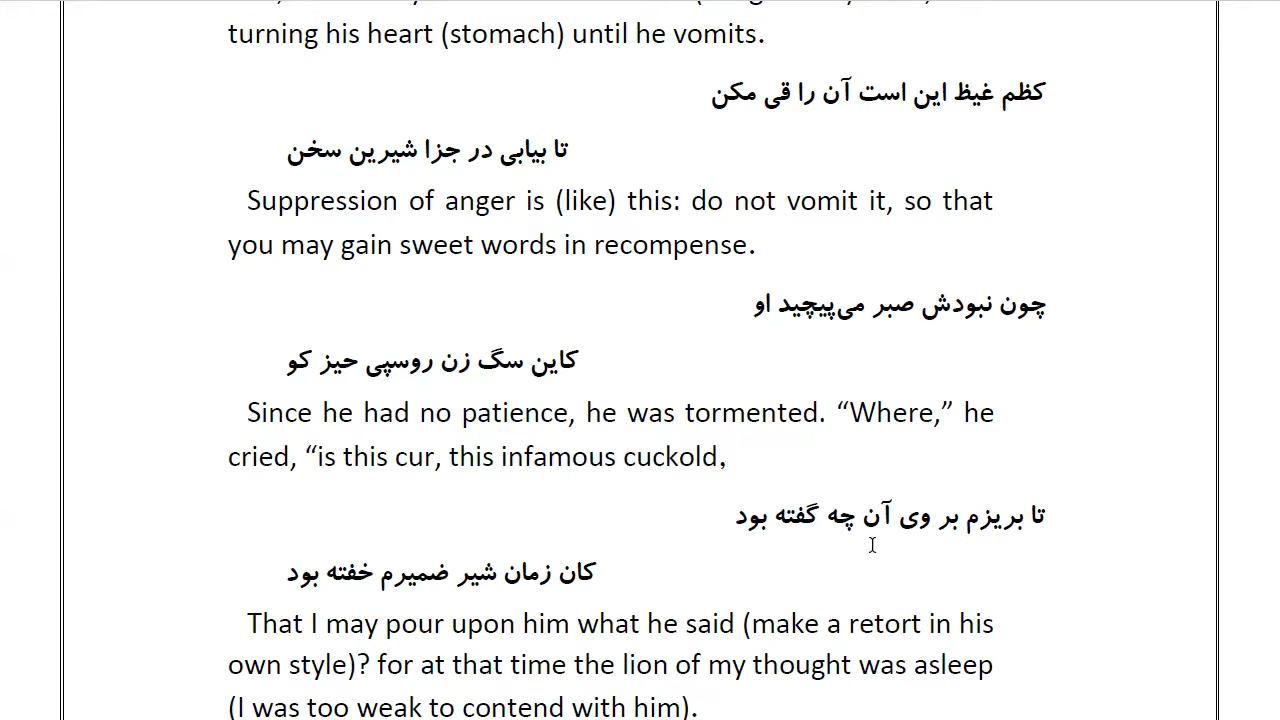 turning his heart (stomach) until he vomits.
کظم غیظ این است آن را قی مکن
تا بیابی در جزا شیرین سخن
Suppression of anger is (like) this: do not vomit it, so that
you may gain sweet words in recompense.
چون نبودش صبر می‌پیچید او
کاین سگ زن روسپی حیز کو
Since he had no patience, he was tormented. “Where,” he
cried, “is this cur, this infamous cuckold,
تا بریزم بر وی آن چه گفته بود
کان زمان شیر ضمیرم خفته بود
That I may pour upon him what he said (make a retort in his
own style)? for at that time the lion of my thought was asleep
(I was too weak to contend with him).